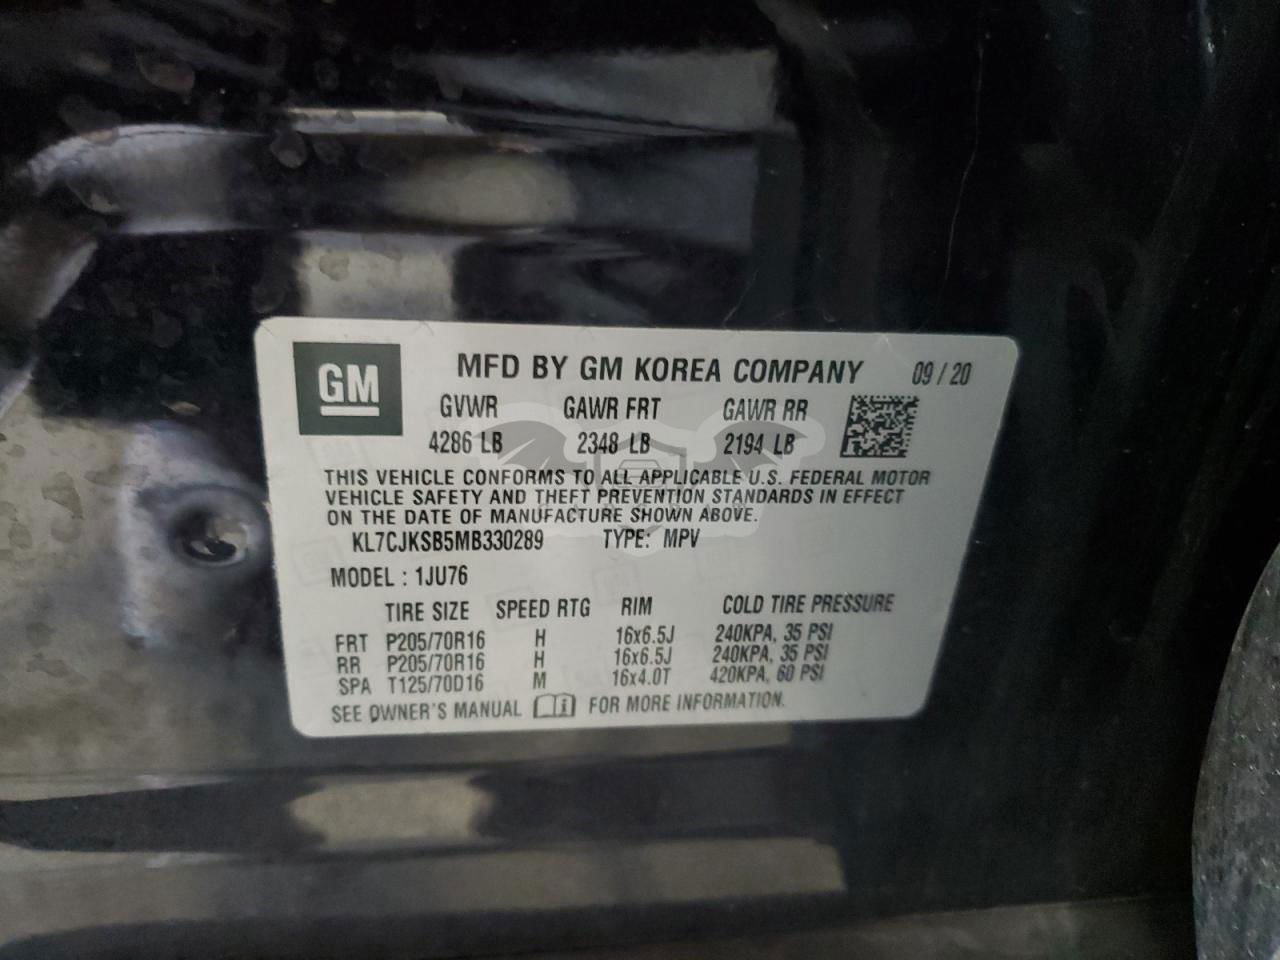 GM MFD BY GM KOREA COMPANY 09 / 20
GVWR GAWR FRT GAWR RR
4286 LB 2348 LB 2194 LB
THIS VEHICLE CONFORMS TO ALL APPLICABLE U.S. FEDERAL MOTOR
VEHICLE SAFETY AND THEFT PREVENTION STANDARDS IN EFFECT
ON THE DATE OF MANUFACTURE SHOWN ABOVE.
KL7CJKSB5MB330289 TYPE: MPV
MODEL : 1JU76
TIRE SIZE SPEED RTG RIM COLD TIRE PRESSURE
FRT P205/70R16 H 16x6.5J 240KPA, 35 PSI
RR P205/70R16 H 16x6.5J 240KPA, 35 PSI
SPA T125/70D16 M 16x4.0T 420KPA, 60 PSI
SEE OWNER'S MANUAL i FOR MORE INFORMATION.